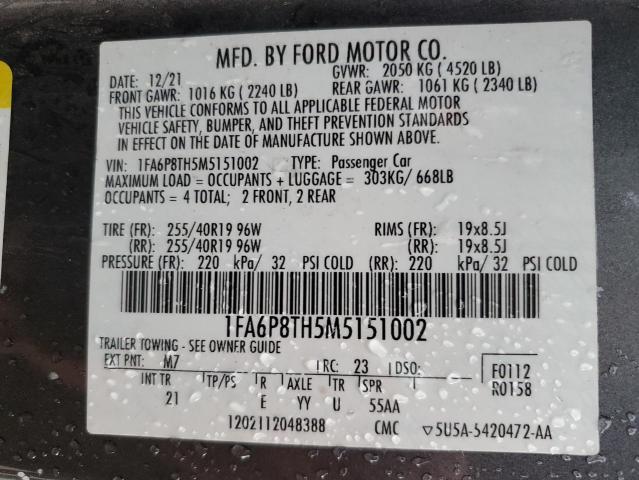 MFD. BY FORD MOTOR CO.
DATE: 12/21 GVWR: 2050 KG ( 4520 LB)
FRONT GAWR: 1016 KG ( 2240 LB) REAR GAWR: 1061 KG ( 2340 LB)
THIS VEHICLE CONFORMS TO ALL APPLICABLE FEDERAL MOTOR
VEHICLE SAFETY, BUMPER, AND THEFT PREVENTION STANDARDS
IN EFFECT ON THE DATE OF MANUFACTURE SHOWN ABOVE.
VIN: 1FA6P8TH5M5151002 TYPE: Passenger Car
MAXIMUM LOAD = OCCUPANTS + LUGGAGE = 303KG/ 668LB
OCCUPANTS = 4 TOTAL; 2 FRONT, 2 REAR
TIRE (FR): 255/40R19 96W RIMS (FR): 19x8.5J
(RR): 255/40R19 96W (RR): 19x8.5J
PRESSURE (FR): 220 kPa/ 32 PSI COLD (RR): 220 kPa/ 32 PSI COLD
1FA6P8TH5M5151002
TRAILER TOWING - SEE OWNER GUIDE
EXT PNT: M7 RC: 23 DSO: F0112
INT TR TP/PS R AXLE TR SPR R0158
21 E YY U 55AA
1202112048388 CMC ▽5U5A-5420472-AA